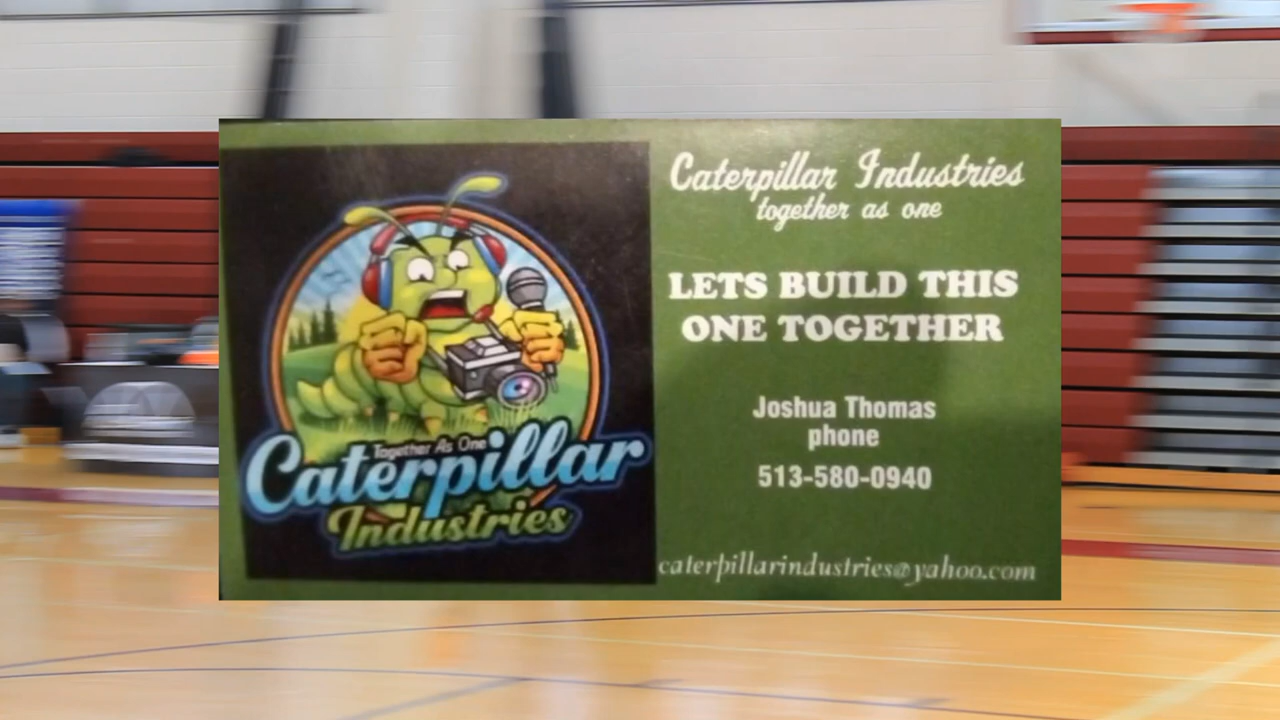 Caterpillar Industries
together as one
LETS BUILD THIS
ONE TOGETHER
Joshua Thomas
phone
513-580-0940
caterpillarindustries@yahoo.com
Together As One
Caterpillar
Industries